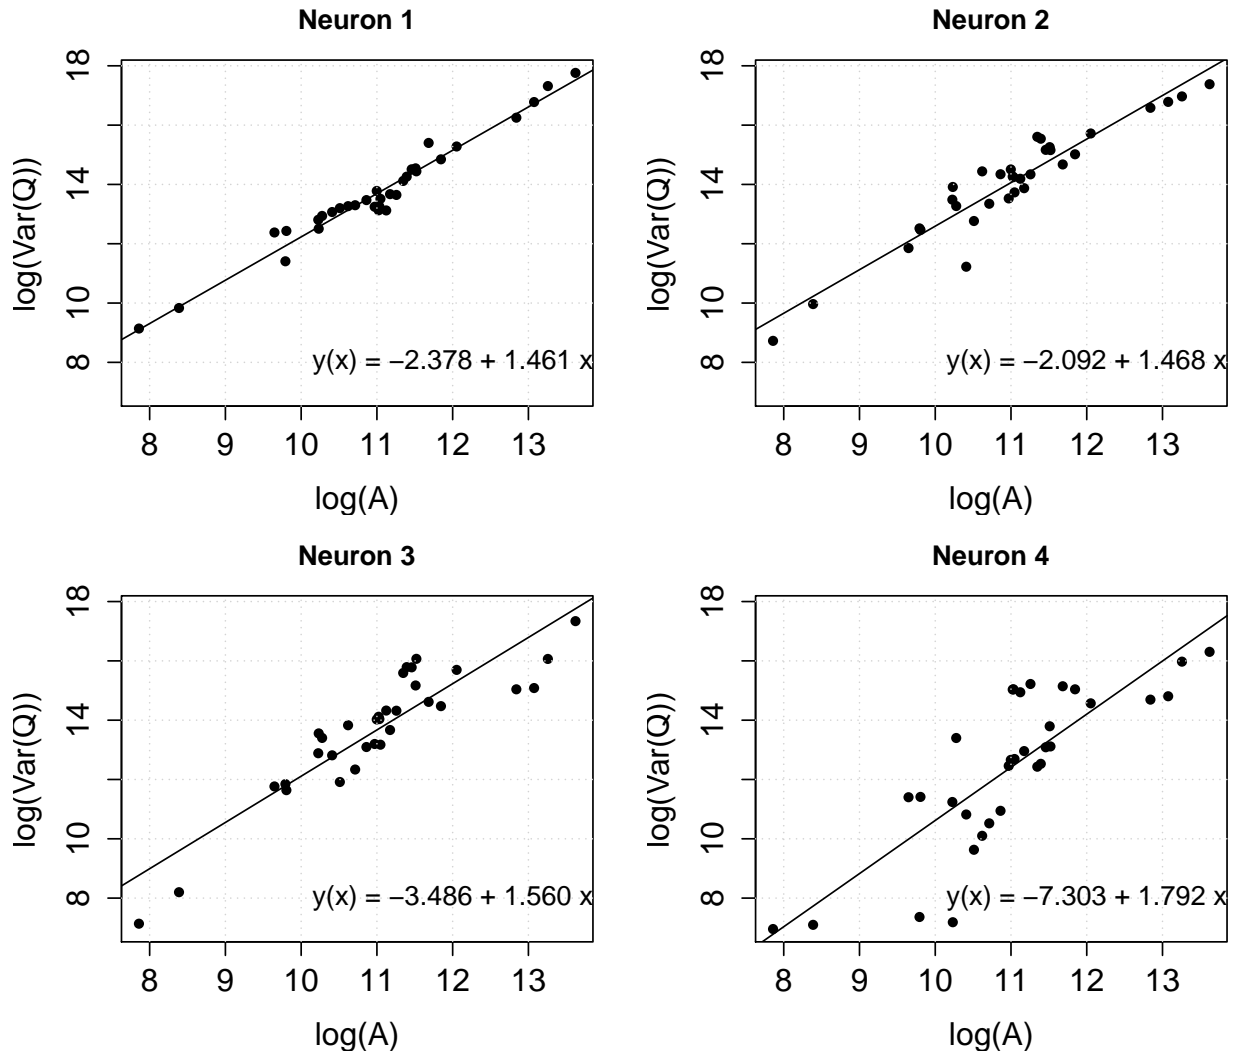 Neuron 1
18
14
10
8
log(Var(Q))
y(x) = −2.378 + 1.461 x
8 9 10 11 12 13
log(A)
Neuron 2
18
14
10
8
log(Var(Q))
y(x) = −2.092 + 1.468 x
8 9 10 11 12 13
log(A)
Neuron 3
18
14
10
8
log(Var(Q))
y(x) = −3.486 + 1.560 x
8 9 10 11 12 13
log(A)
Neuron 4
18
14
10
8
log(Var(Q))
y(x) = −7.303 + 1.792 x
8 9 10 11 12 13
log(A)